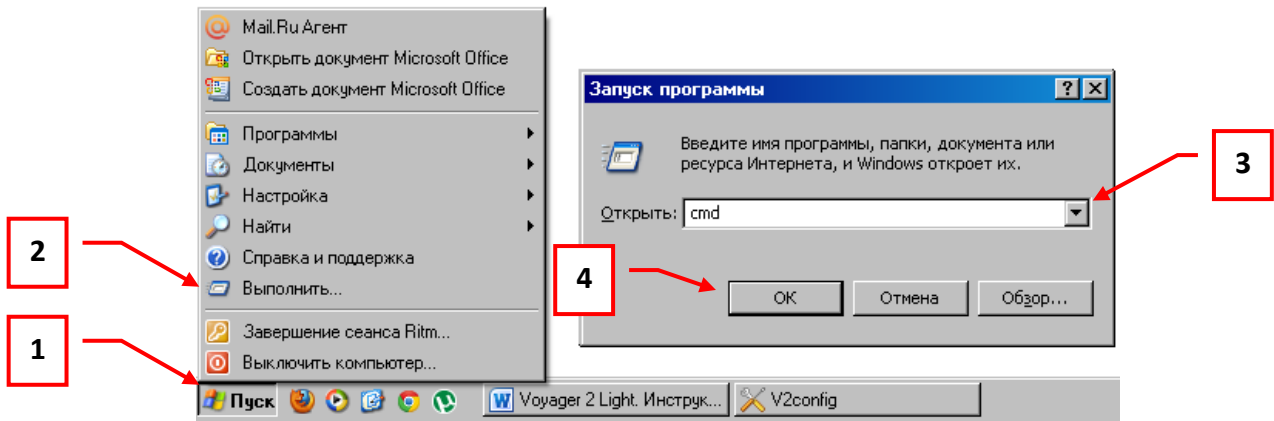 Mail.Ru Агент
Открыть документ Microsoft Office
Создать документ Microsoft Office
Программы
Документы
Настройка
Найти
Справка и поддержка
Выполнить...
Завершение сеанса Ritm...
Выключить компьютер...
Пуск
Voyager 2 Light. Инструк...
V2config
2
1
Запуск программы
Введите имя программы, папки, документа или
ресурса Интернета, и Windows откроет их.
Открыть: cmd
ОК
Отмена
Обзор...
3
4